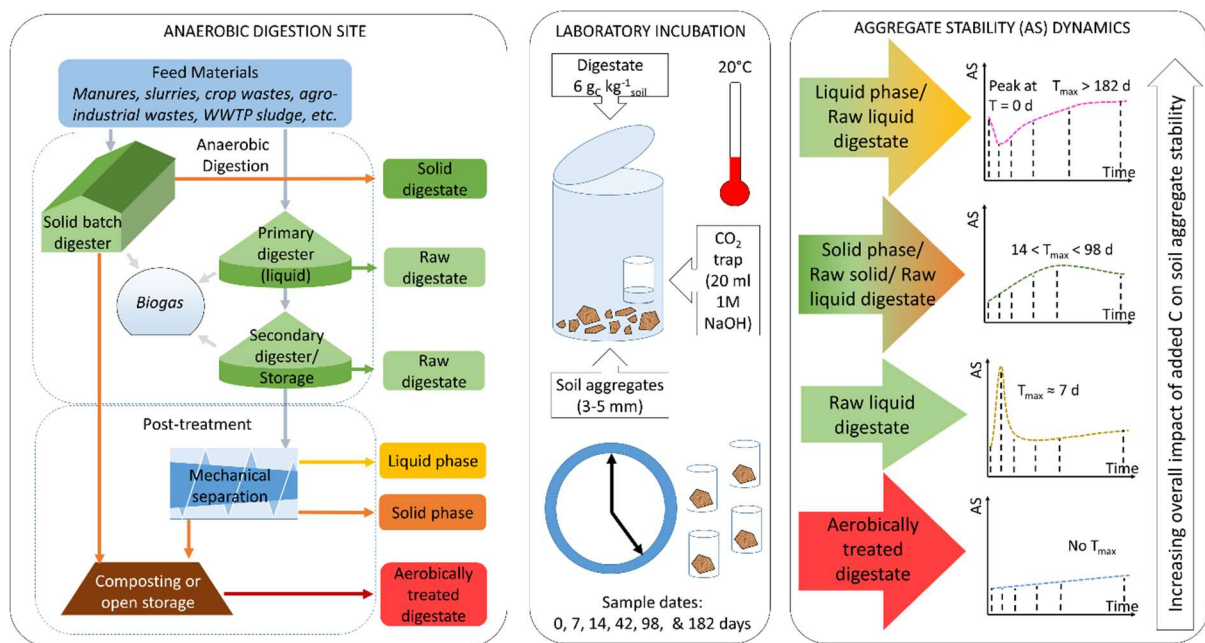 ANAEROBIC DIGESTION SITE
Feed Materials
Manures, slurries, crop wastes, agro-
industrial wastes, WWTP sludge, etc.
Anaerobic
Digestion
Solid batch
digester
Solid
digestate
Primary
digester
(liquid)
Raw
digestate
Biogas
Secondary
digester/
Storage
Raw
digestate
Post-treatment
Mechanical
separation
Liquid phase
Solid phase
Composting or
open storage
Aerobically
treated
digestate
LABORATORY INCUBATION
Digestate
6 g_C kg⁻¹_soil
20°C
CO₂
trap
(20 ml
1M
NaOH)
Soil aggregates
(3-5 mm)
Sample dates:
0, 7, 14, 42, 98, & 182 days
AGGREGATE STABILITY (AS) DYNAMICS
Liquid phase/
Raw liquid
digestate
AS
Peak at
T = 0 d
T_max > 182 d
Time
Solid phase/
Raw solid/ Raw
liquid digestate
AS
14 < T_max < 98 d
Time
Raw liquid
digestate
AS
T_max ≈ 7 d
Time
Aerobically
treated
digestate
AS
No T_max
Time
Increasing overall impact of added C on soil aggregate stability